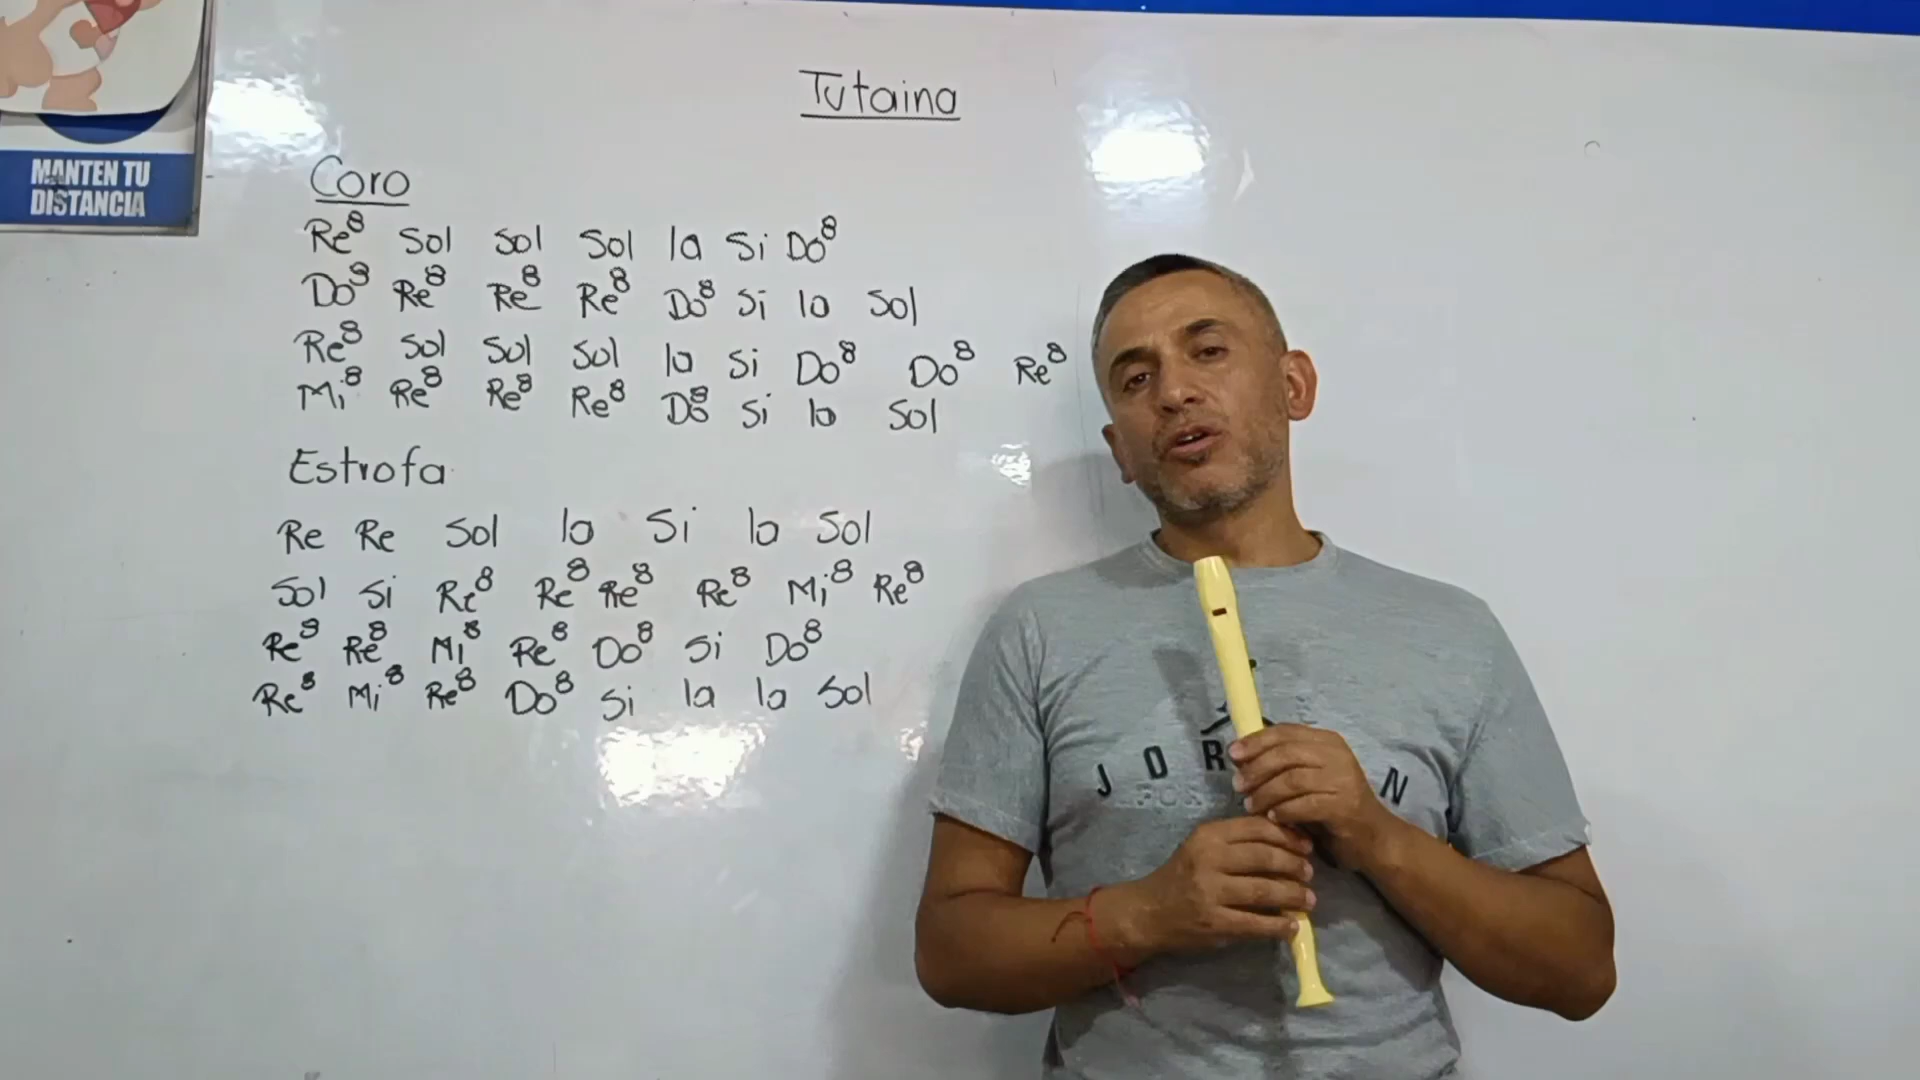 Tutaina
MANTEN TU
DISTANCIA
Coro
Re⁸ Sol Sol Sol la Si Do⁸
Do⁸ Re⁸ Re⁸ Re⁸ Do⁸ Si la Sol
Re⁸ Sol Sol Sol la Si Do⁸ Do⁸ Re⁸
Mi⁸ Re⁸ Re⁸ Re⁸ Do⁸ Si la Sol
Estrofa
Re Re Sol la Si la Sol
Sol Si Re⁸ Re⁸ Re⁸ Re⁸ Mi⁸ Re⁸
Re⁸ Re⁸ Mi⁸ Re⁸ Do⁸ Si Do⁸
Re⁸ Mi⁸ Re⁸ Do⁸ Si la la Sol
J O R N